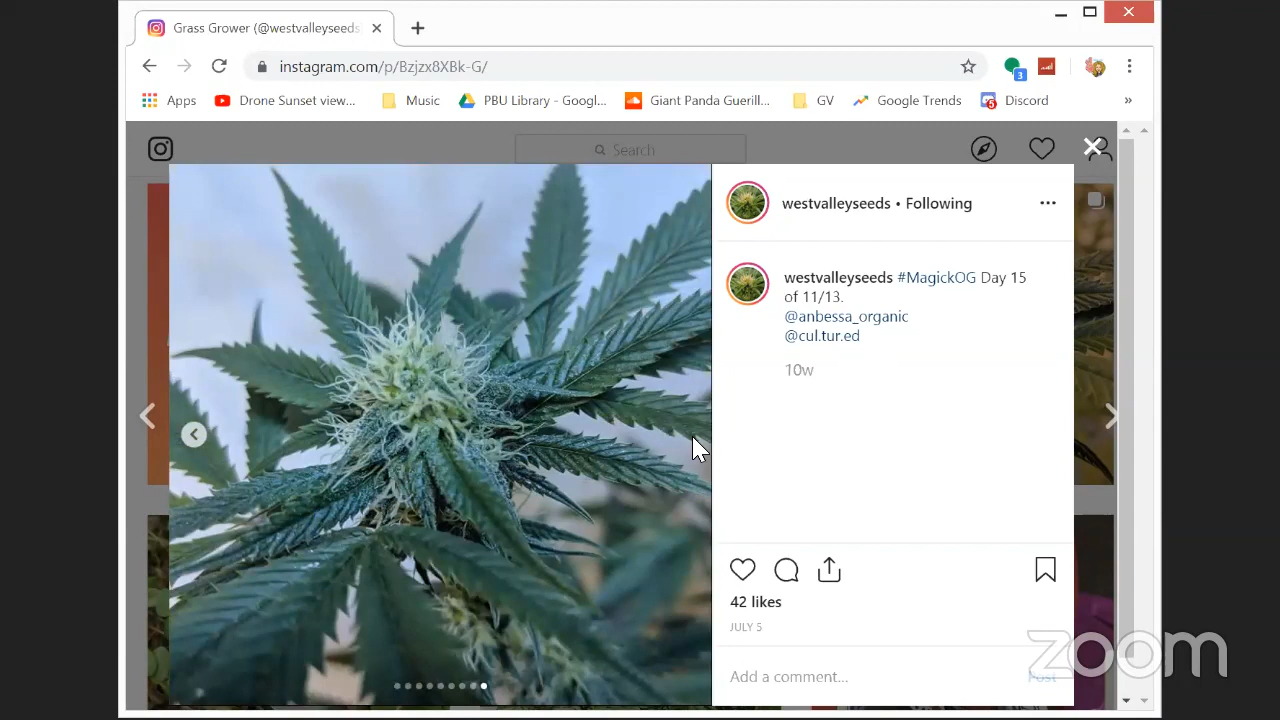 Grass Grower (@westvalleyseeds
instagram.com/p/Bzjzx8XBk-G/
3
Apps
Drone Sunset view...
Music
PBU Library - Googl...
Giant Panda Guerill...
GV
Google Trends
5
Discord
»
Search
westvalleyseeds • Following
westvalleyseeds #MagickOG Day 15
of 11/13.
@anbessa_organic
@cul.tur.ed
10w
42 likes
JULY 5
Add a comment...
Post
zoom